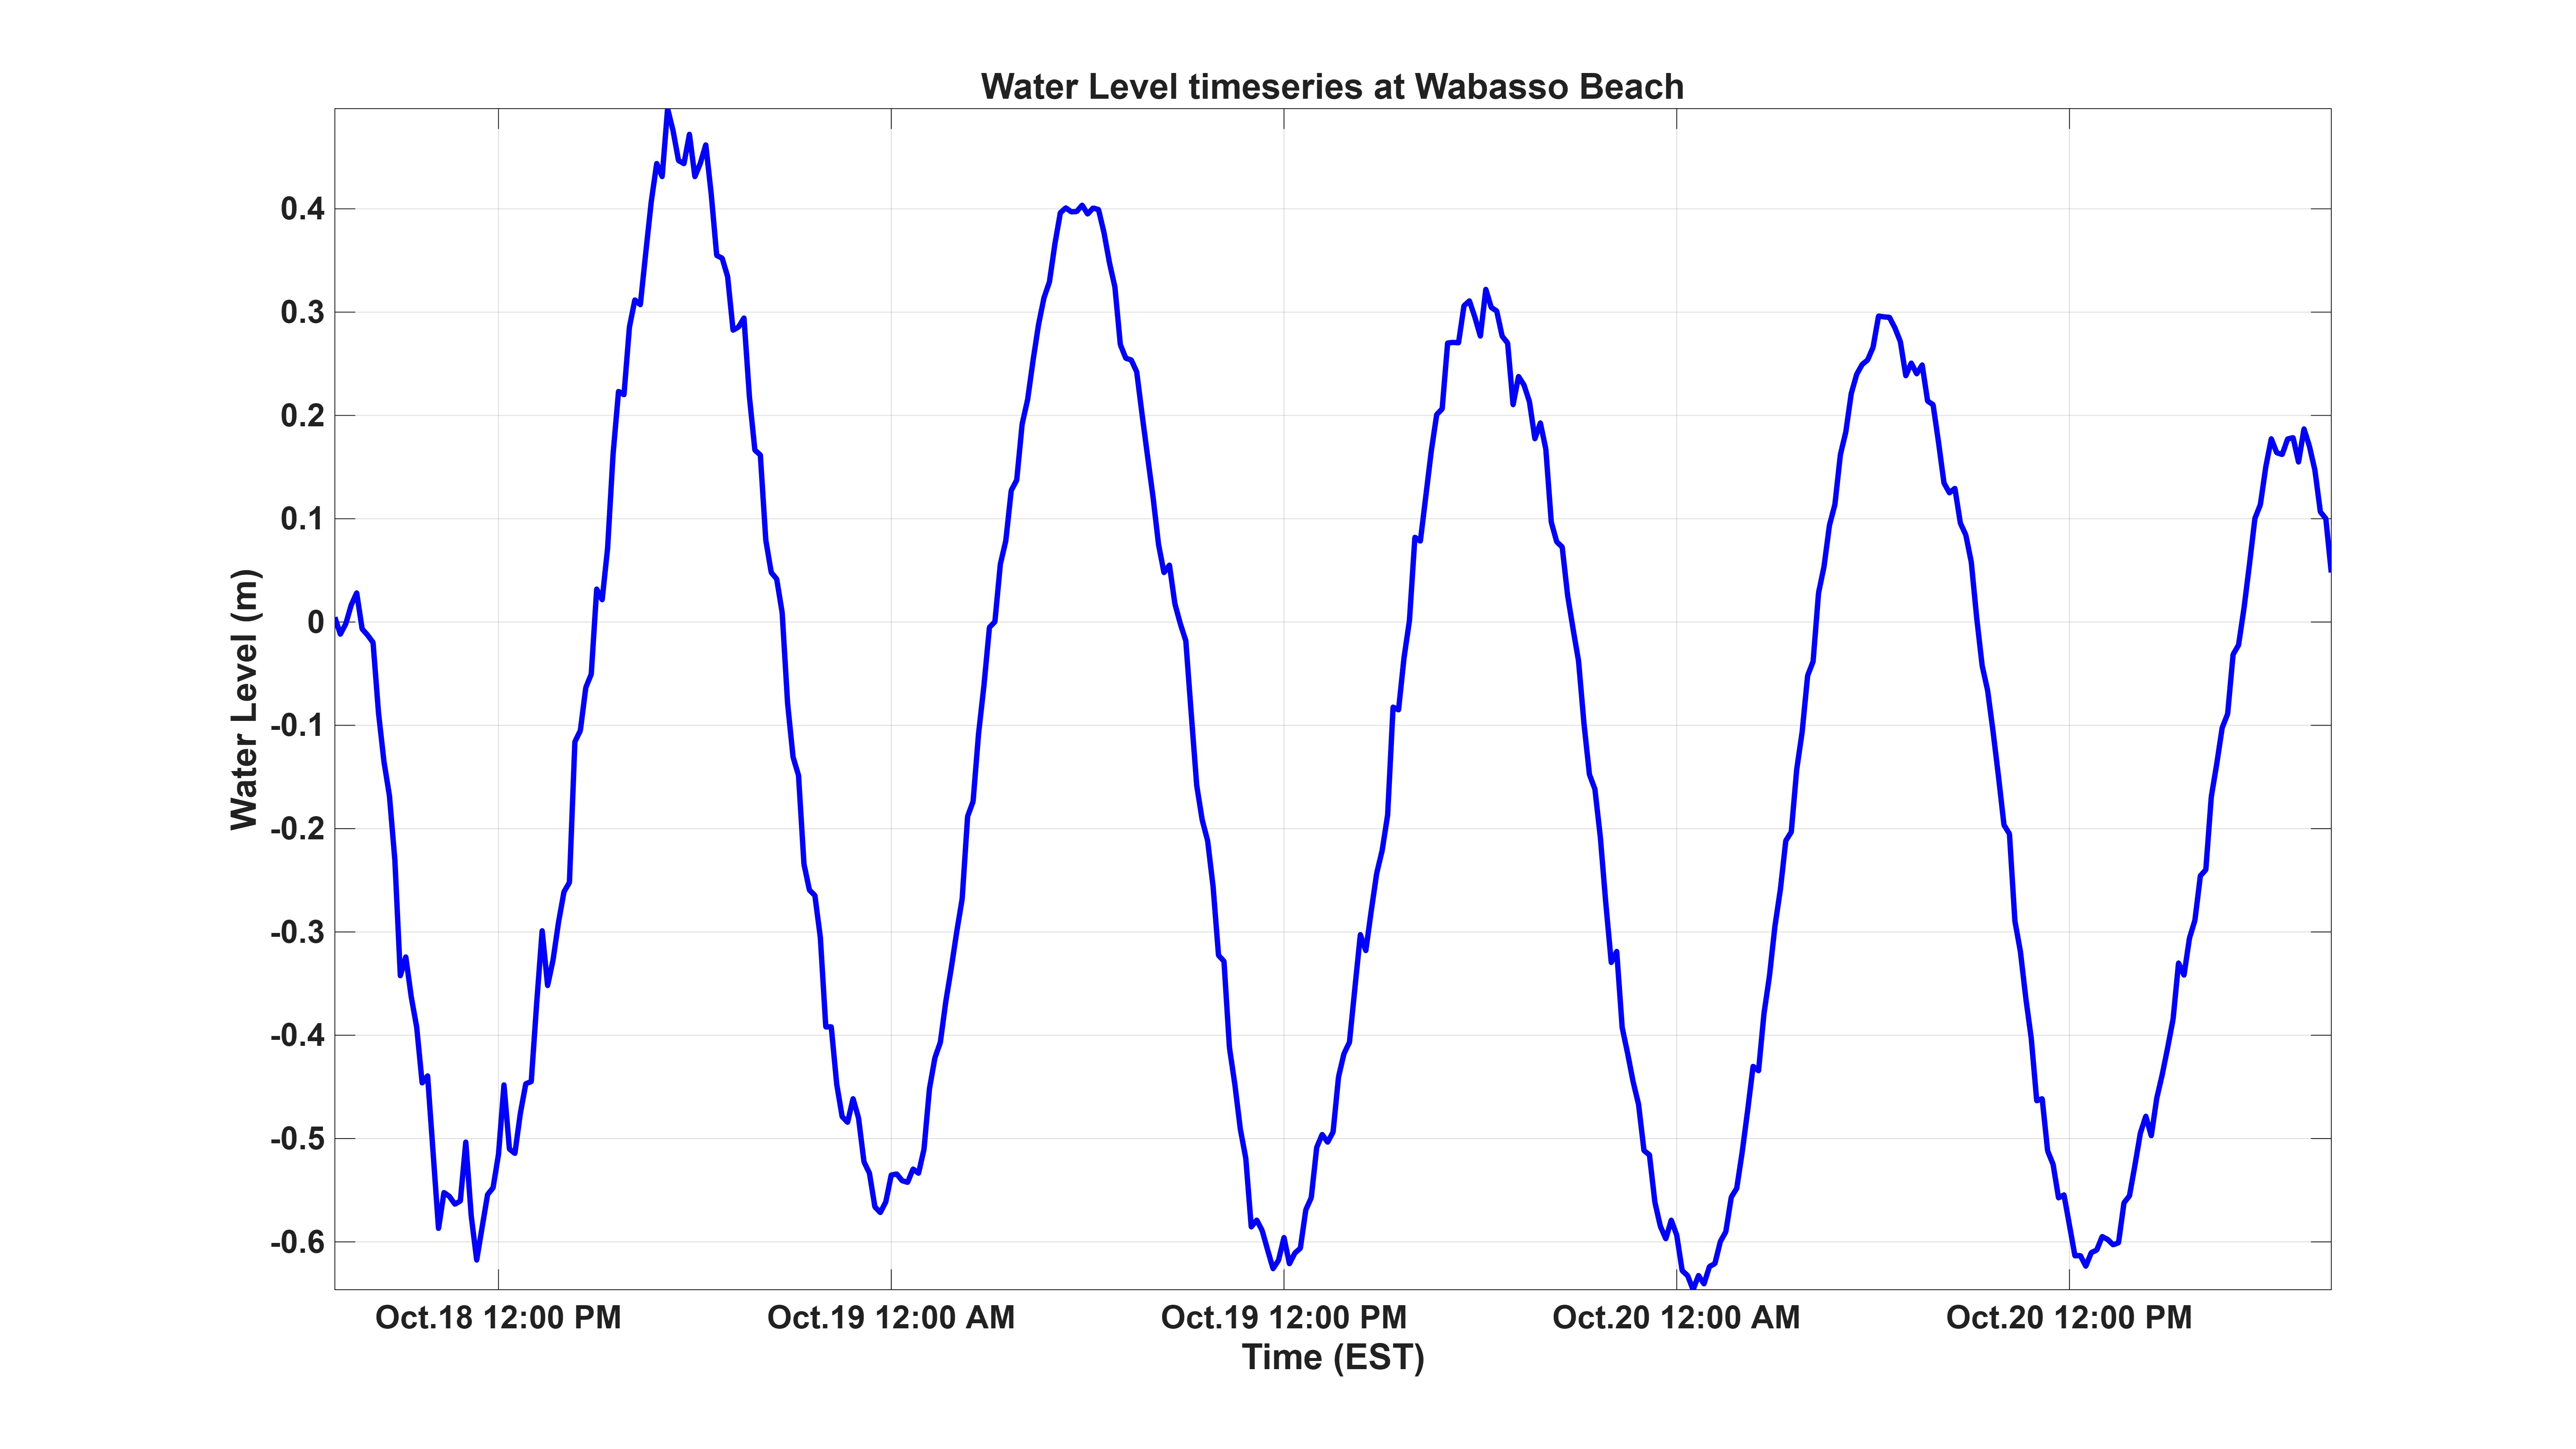 Water Level timeseries at Wabasso Beach
0.4
0.3
0.2
0.1
0
-0.1
-0.2
-0.3
-0.4
-0.5
-0.6
Water Level (m)
Oct.18 12:00 PM Oct.19 12:00 AM Oct.19 12:00 PM Oct.20 12:00 AM Oct.20 12:00 PM
Time (EST)